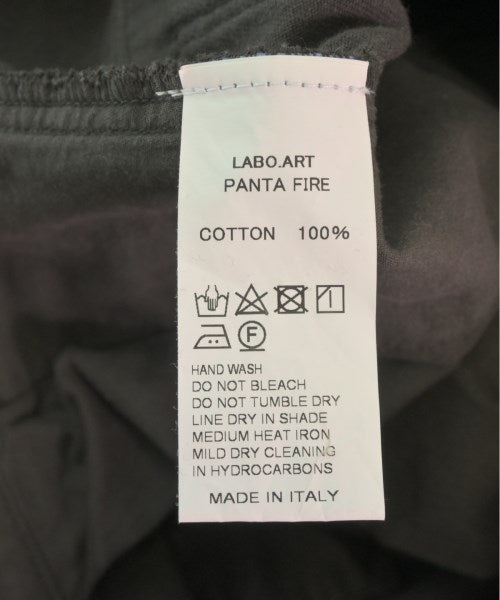 LABO.ART
PANTA FIRE
COTTON 100%
F
HAND WASH
DO NOT BLEACH
DO NOT TUMBLE DRY
LINE DRY IN SHADE
MEDIUM HEAT IRON
MILD DRY CLEANING
IN HYDROCARBONS
MADE IN ITALY